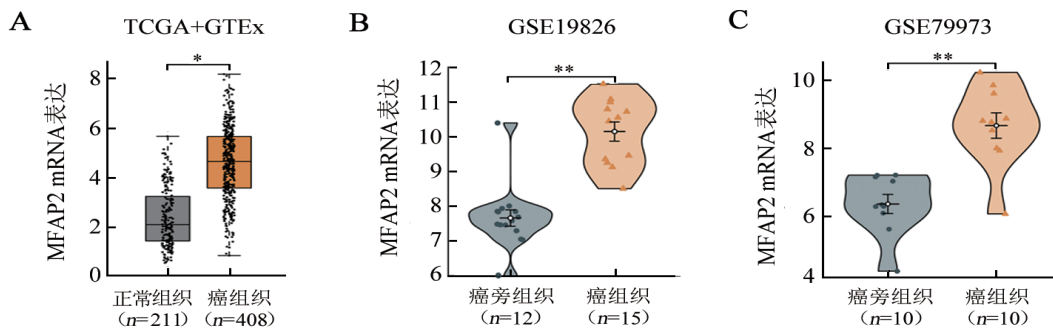 A
TCGA+GTEx
*
MFAP2 mRNA表达
8
6
4
2
0
正常组织
(n=211)
癌组织
(n=408)
B
GSE19826
**
MFAP2 mRNA表达
12
11
10
9
8
7
6
癌旁组织
(n=12)
癌组织
(n=15)
C
GSE79973
**
MFAP2 mRNA表达
10
8
6
4
癌旁组织
(n=10)
癌组织
(n=10)